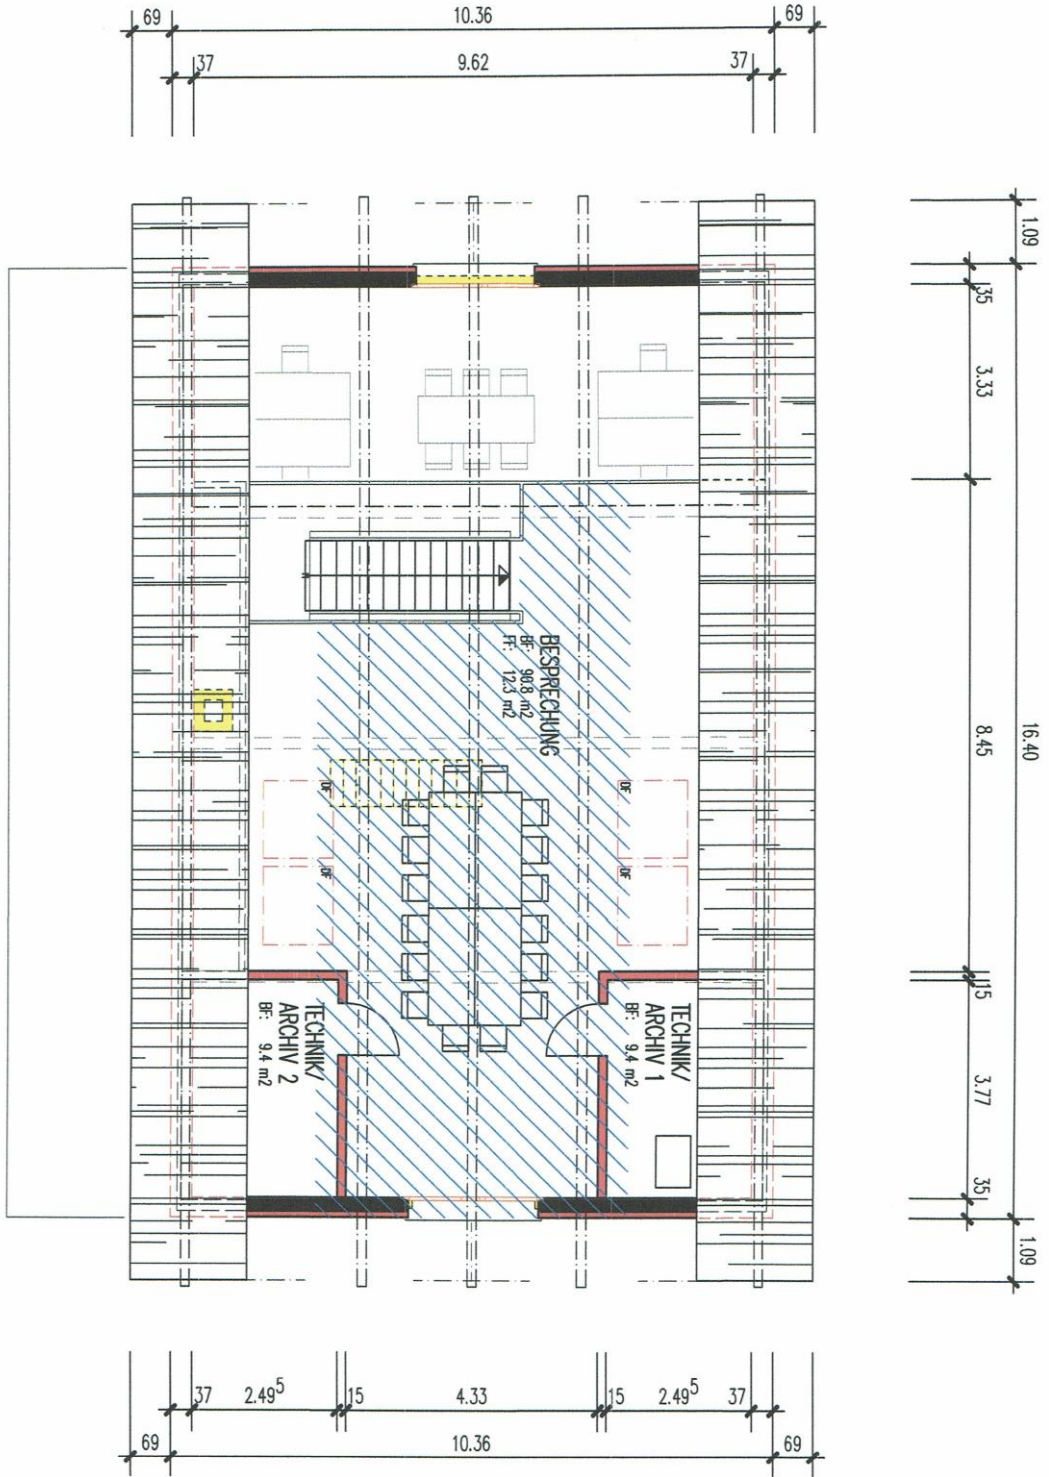 69 10.36 69
37 9.62 37
1.09
35
3.33
8.45
16.40
15
3.77
35
1.09
BESPRECHUNG
BF: 90.8 m2
FF: 12.3 m2
DF
DF
DF
DF
TECHNIK/
ARCHIV 1
BF: 9.4 m2
TECHNIK/
ARCHIV 2
BF: 9.4 m2
37 2.49⁵ 15 4.33 15 2.49⁵ 37
69 10.36 69